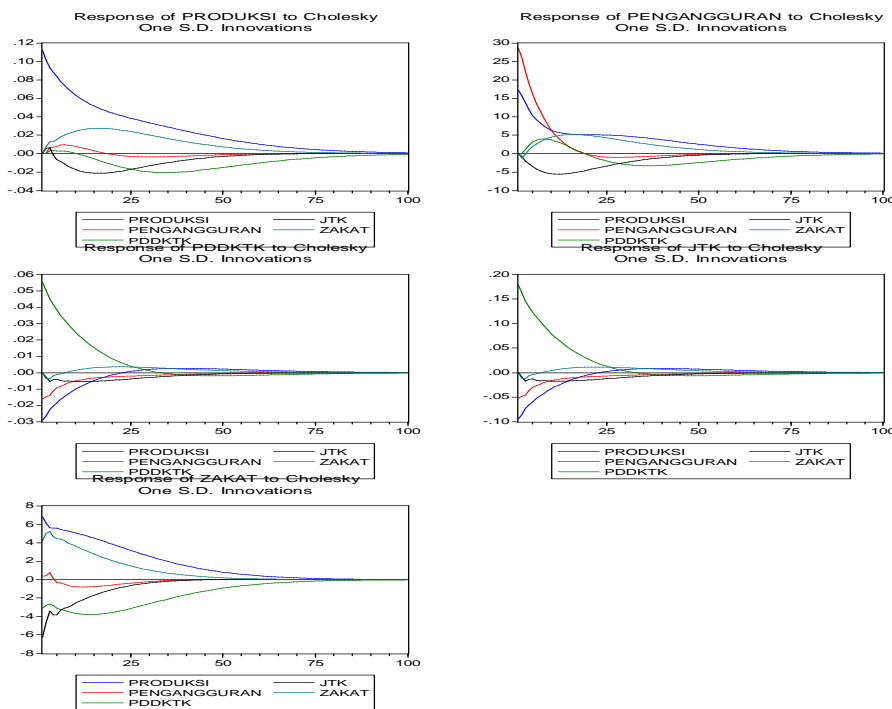 Response of PRODUKSI to Cholesky
One S.D. Innovations
.12
.10
.08
.06
.04
.02
.00
-.02
-.04
25 50 75 100
PRODUKSI JTK
PENGANGGURAN ZAKAT
PDDKTK
Response of PENGANGGURAN to Cholesky
One S.D. Innovations
30
25
20
15
10
5
0
-5
-10
25 50 75 100
PRODUKSI JTK
PENGANGGURAN ZAKAT
PDDKTK
Response of PDDKTK to Cholesky
One S.D. Innovations
.06
.05
.04
.03
.02
.01
.00
-.01
-.02
-.03
25 50 75 100
PRODUKSI JTK
PENGANGGURAN ZAKAT
PDDKTK
Response of JTK to Cholesky
One S.D. Innovations
.20
.15
.10
.05
.00
-.05
-.10
25 50 75 100
PRODUKSI JTK
PENGANGGURAN ZAKAT
PDDKTK
Response of ZAKAT to Cholesky
One S.D. Innovations
8
6
4
2
0
-2
-4
-6
-8
25 50 75 100
PRODUKSI JTK
PENGANGGURAN ZAKAT
PDDKTK